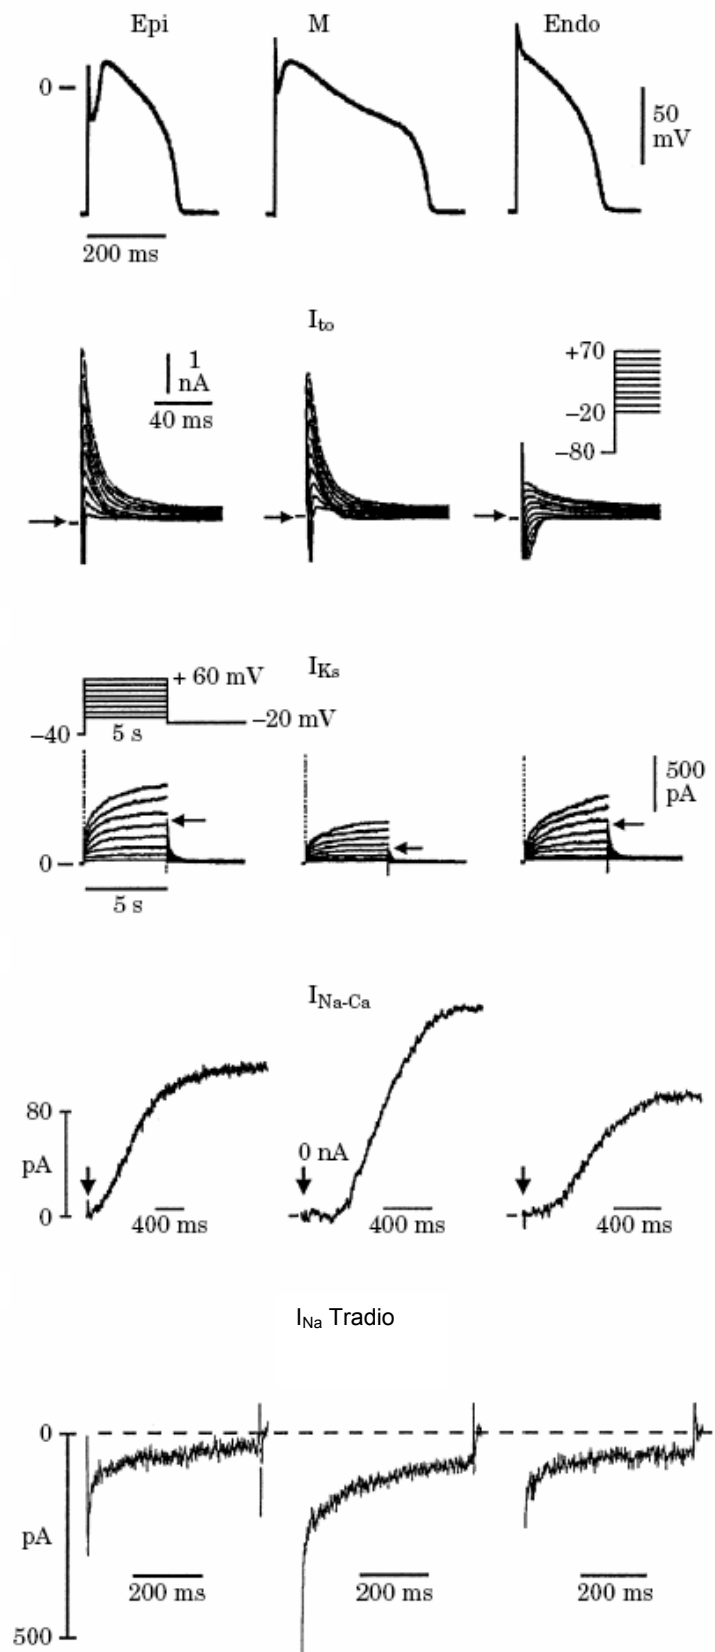 Epi M Endo
0
50
mV
200 ms
Ito
1
nA
40 ms
+70
−20
−80
IKs
+ 60 mV
−20 mV
−40
5 s
500
pA
0
5 s
INa-Ca
80
pA
0 nA
0
400 ms 400 ms 400 ms
INa Tradio
0
pA
200 ms 200 ms 200 ms
500